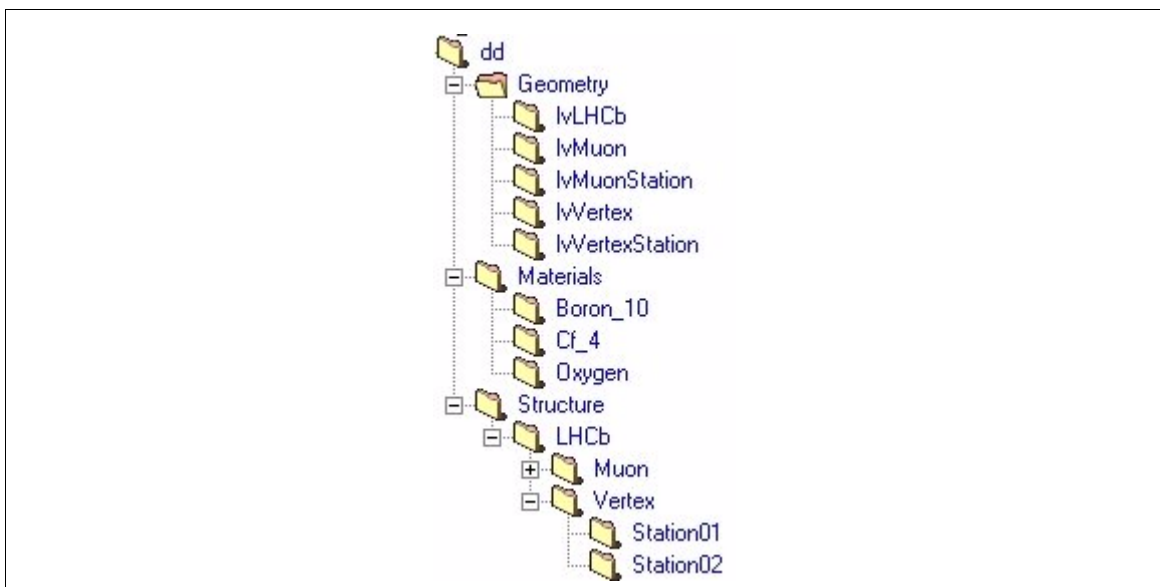 dd
Geometry
lvLHCb
lvMuon
lvMuonStation
lvVertex
lvVertexStation
Materials
Boron_10
Cf_4
Oxygen
Structure
LHCb
Muon
Vertex
Station01
Station02